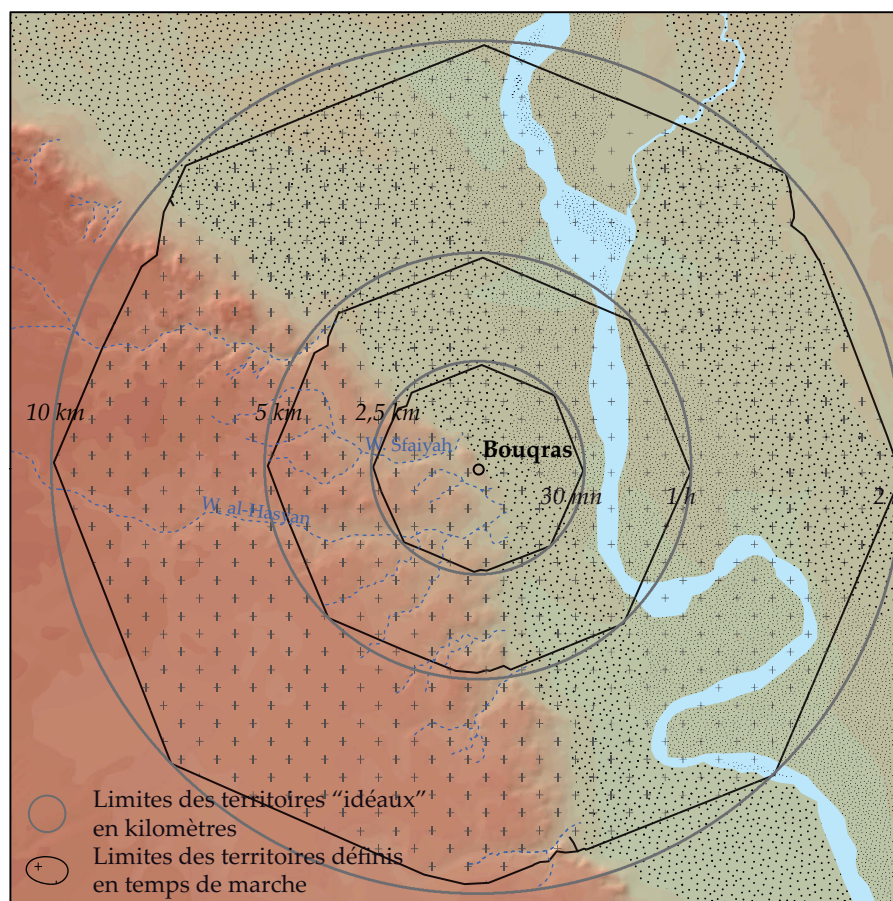 10 km
5 km
2,5 km
W. Sfaiyah
Bouqras
W. al-Hasyan
30 mn
1 h
2
Limites des territoires “idéaux”
en kilomètres
Limites des territoires définis
en temps de marche